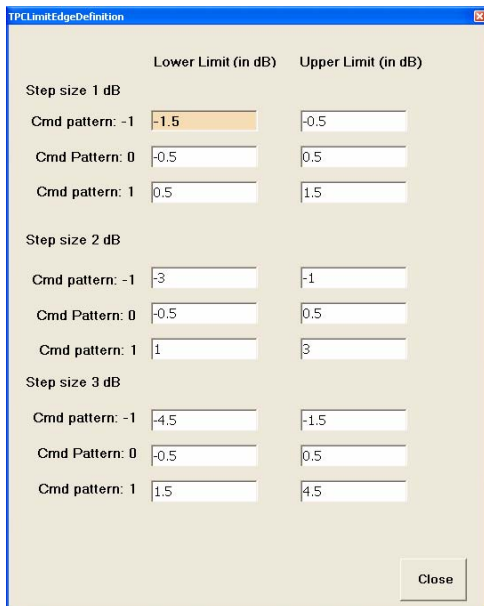 TPCLimitEdgeDefinition
Lower Limit (in dB) Upper Limit (in dB)
Step size 1 dB
Cmd pattern: -1 -1.5 -0.5
Cmd Pattern: 0 -0.5 0.5
Cmd pattern: 1 0.5 1.5
Step size 2 dB
Cmd pattern: -1 -3 -1
Cmd Pattern: 0 -0.5 0.5
Cmd pattern: 1 1 3
Step size 3 dB
Cmd pattern: -1 -4.5 -1.5
Cmd Pattern: 0 -0.5 0.5
Cmd pattern: 1 1.5 4.5
Close